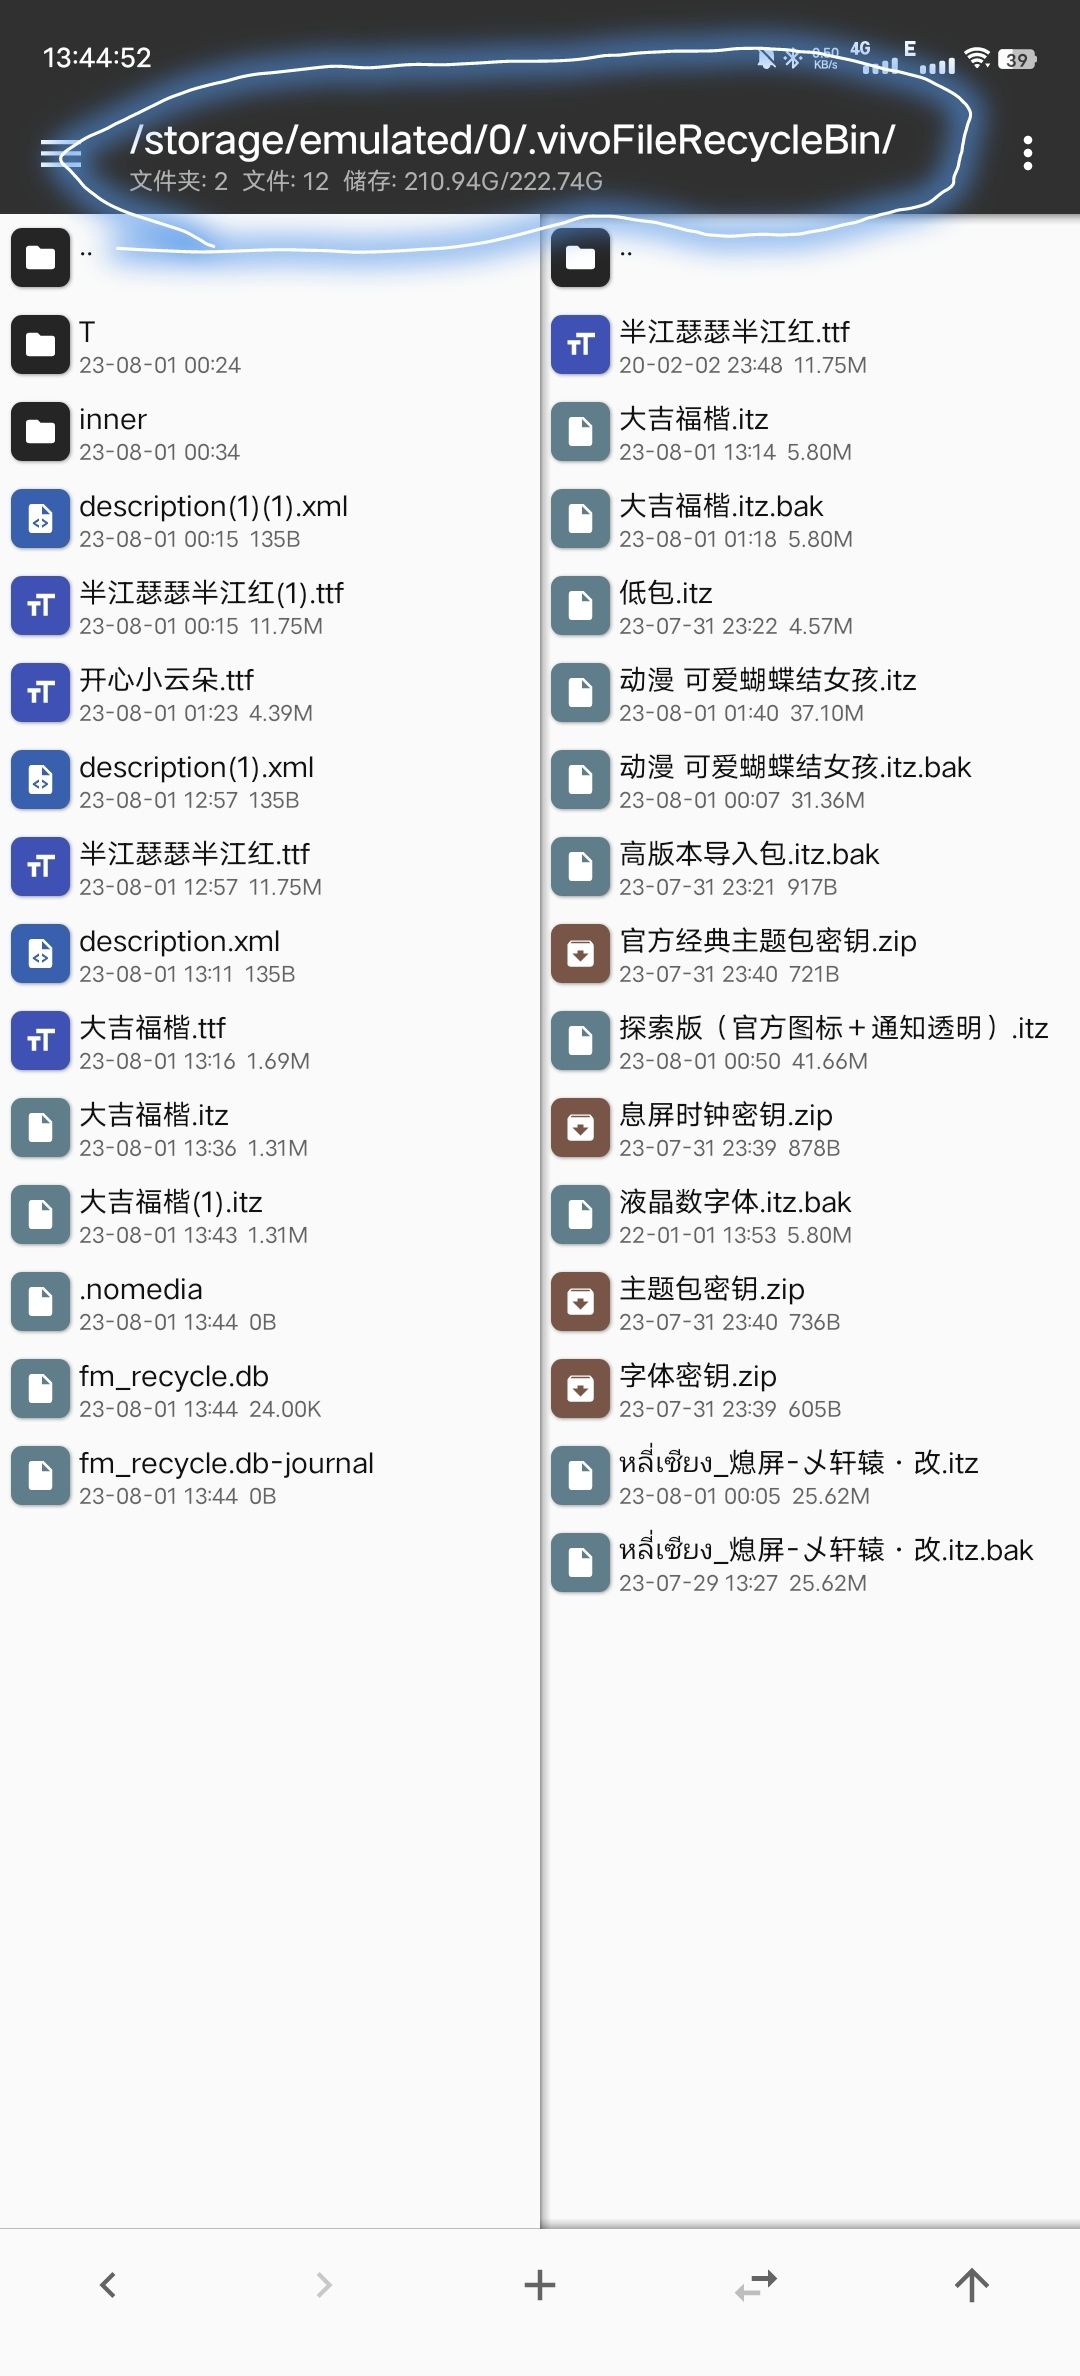 13:44:52
0.50 KB/s 4G E 39
/storage/emulated/0/.vivoFileRecycleBin/
文件夹: 2 文件: 12 储存: 210.94G/222.74G
..
T
23-08-01 00:24
inner
23-08-01 00:34
description(1)(1).xml
23-08-01 00:15 135B
半江瑟瑟半江红(1).ttf
23-08-01 00:15 11.75M
开心小云朵.ttf
23-08-01 01:23 4.39M
description(1).xml
23-08-01 12:57 135B
半江瑟瑟半江红.ttf
23-08-01 12:57 11.75M
description.xml
23-08-01 13:11 135B
大吉福楷.ttf
23-08-01 13:16 1.69M
大吉福楷.itz
23-08-01 13:36 1.31M
大吉福楷(1).itz
23-08-01 13:43 1.31M
.nomedia
23-08-01 13:44 0B
fm_recycle.db
23-08-01 13:44 24.00K
fm_recycle.db-journal
23-08-01 13:44 0B
..
半江瑟瑟半江红.ttf
20-02-02 23:48 11.75M
大吉福楷.itz
23-08-01 13:14 5.80M
大吉福楷.itz.bak
23-08-01 01:18 5.80M
低包.itz
23-07-31 23:22 4.57M
动漫 可爱蝴蝶结女孩.itz
23-08-01 01:40 37.10M
动漫 可爱蝴蝶结女孩.itz.bak
23-08-01 00:07 31.36M
高版本导入包.itz.bak
23-07-31 23:21 917B
官方经典主题包密钥.zip
23-07-31 23:40 721B
探索版（官方图标＋通知透明）.itz
23-08-01 00:50 41.66M
息屏时钟密钥.zip
23-07-31 23:39 878B
液晶数字体.itz.bak
22-01-01 13:53 5.80M
主题包密钥.zip
23-07-31 23:40 736B
字体密钥.zip
23-07-31 23:39 605B
หลี่เซียง_熄屏-乄轩辕·改.itz
23-08-01 00:05 25.62M
หลี่เซียง_熄屏-乄轩辕·改.itz.bak
23-07-29 13:27 25.62M